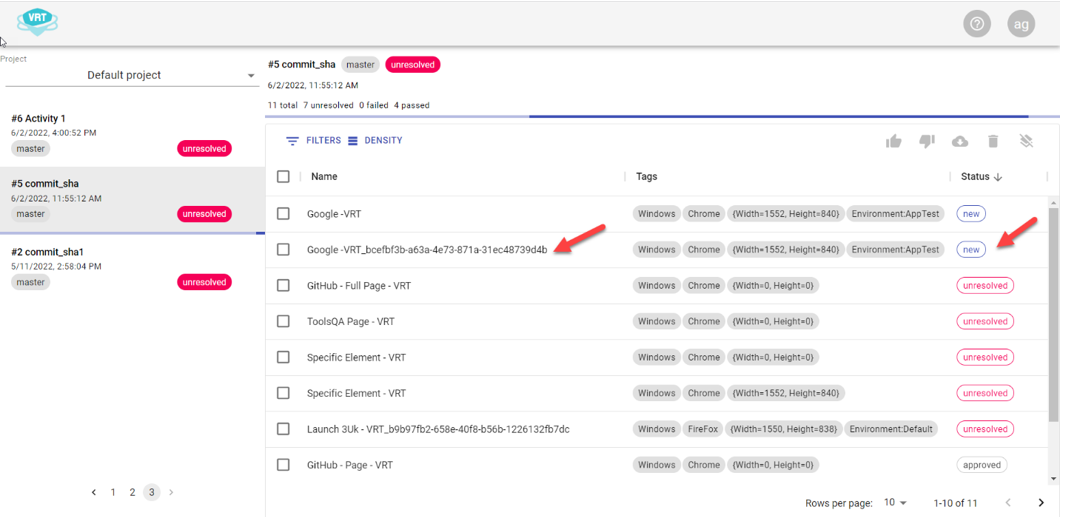 VRT
ag
Project
Default project
#6 Activity 1
6/2/2022, 4:00:52 PM
master unresolved
#5 commit_sha
6/2/2022, 11:55:12 AM
master unresolved
#2 commit_sha1
5/11/2022, 2:58:04 PM
master unresolved
1 2 3
#5 commit_sha master unresolved
6/2/2022, 11:55:12 AM
11 total 7 unresolved 0 failed 4 passed
FILTERS DENSITY
Name Tags Status
Google -VRT Windows Chrome {Width=1552, Height=840} Environment:AppTest new
Google -VRT_bcefbf3b-a63a-4e73-871a-31ec48739d4b Windows Chrome {Width=1552, Height=840} Environment:AppTest new
GitHub - Full Page - VRT Windows Chrome {Width=0, Height=0} unresolved
ToolsQA Page - VRT Windows Chrome {Width=0, Height=0} unresolved
Specific Element - VRT Windows Chrome {Width=0, Height=0} unresolved
Specific Element - VRT Windows Chrome {Width=1552, Height=840} unresolved
Launch 3Uk - VRT_b9b97fb2-658e-40f8-b56b-1226132fb7dc Windows FireFox {Width=1550, Height=838} Environment:Default unresolved
GitHub - Page - VRT Windows Chrome {Width=0, Height=0} approved
Rows per page: 10 1-10 of 11